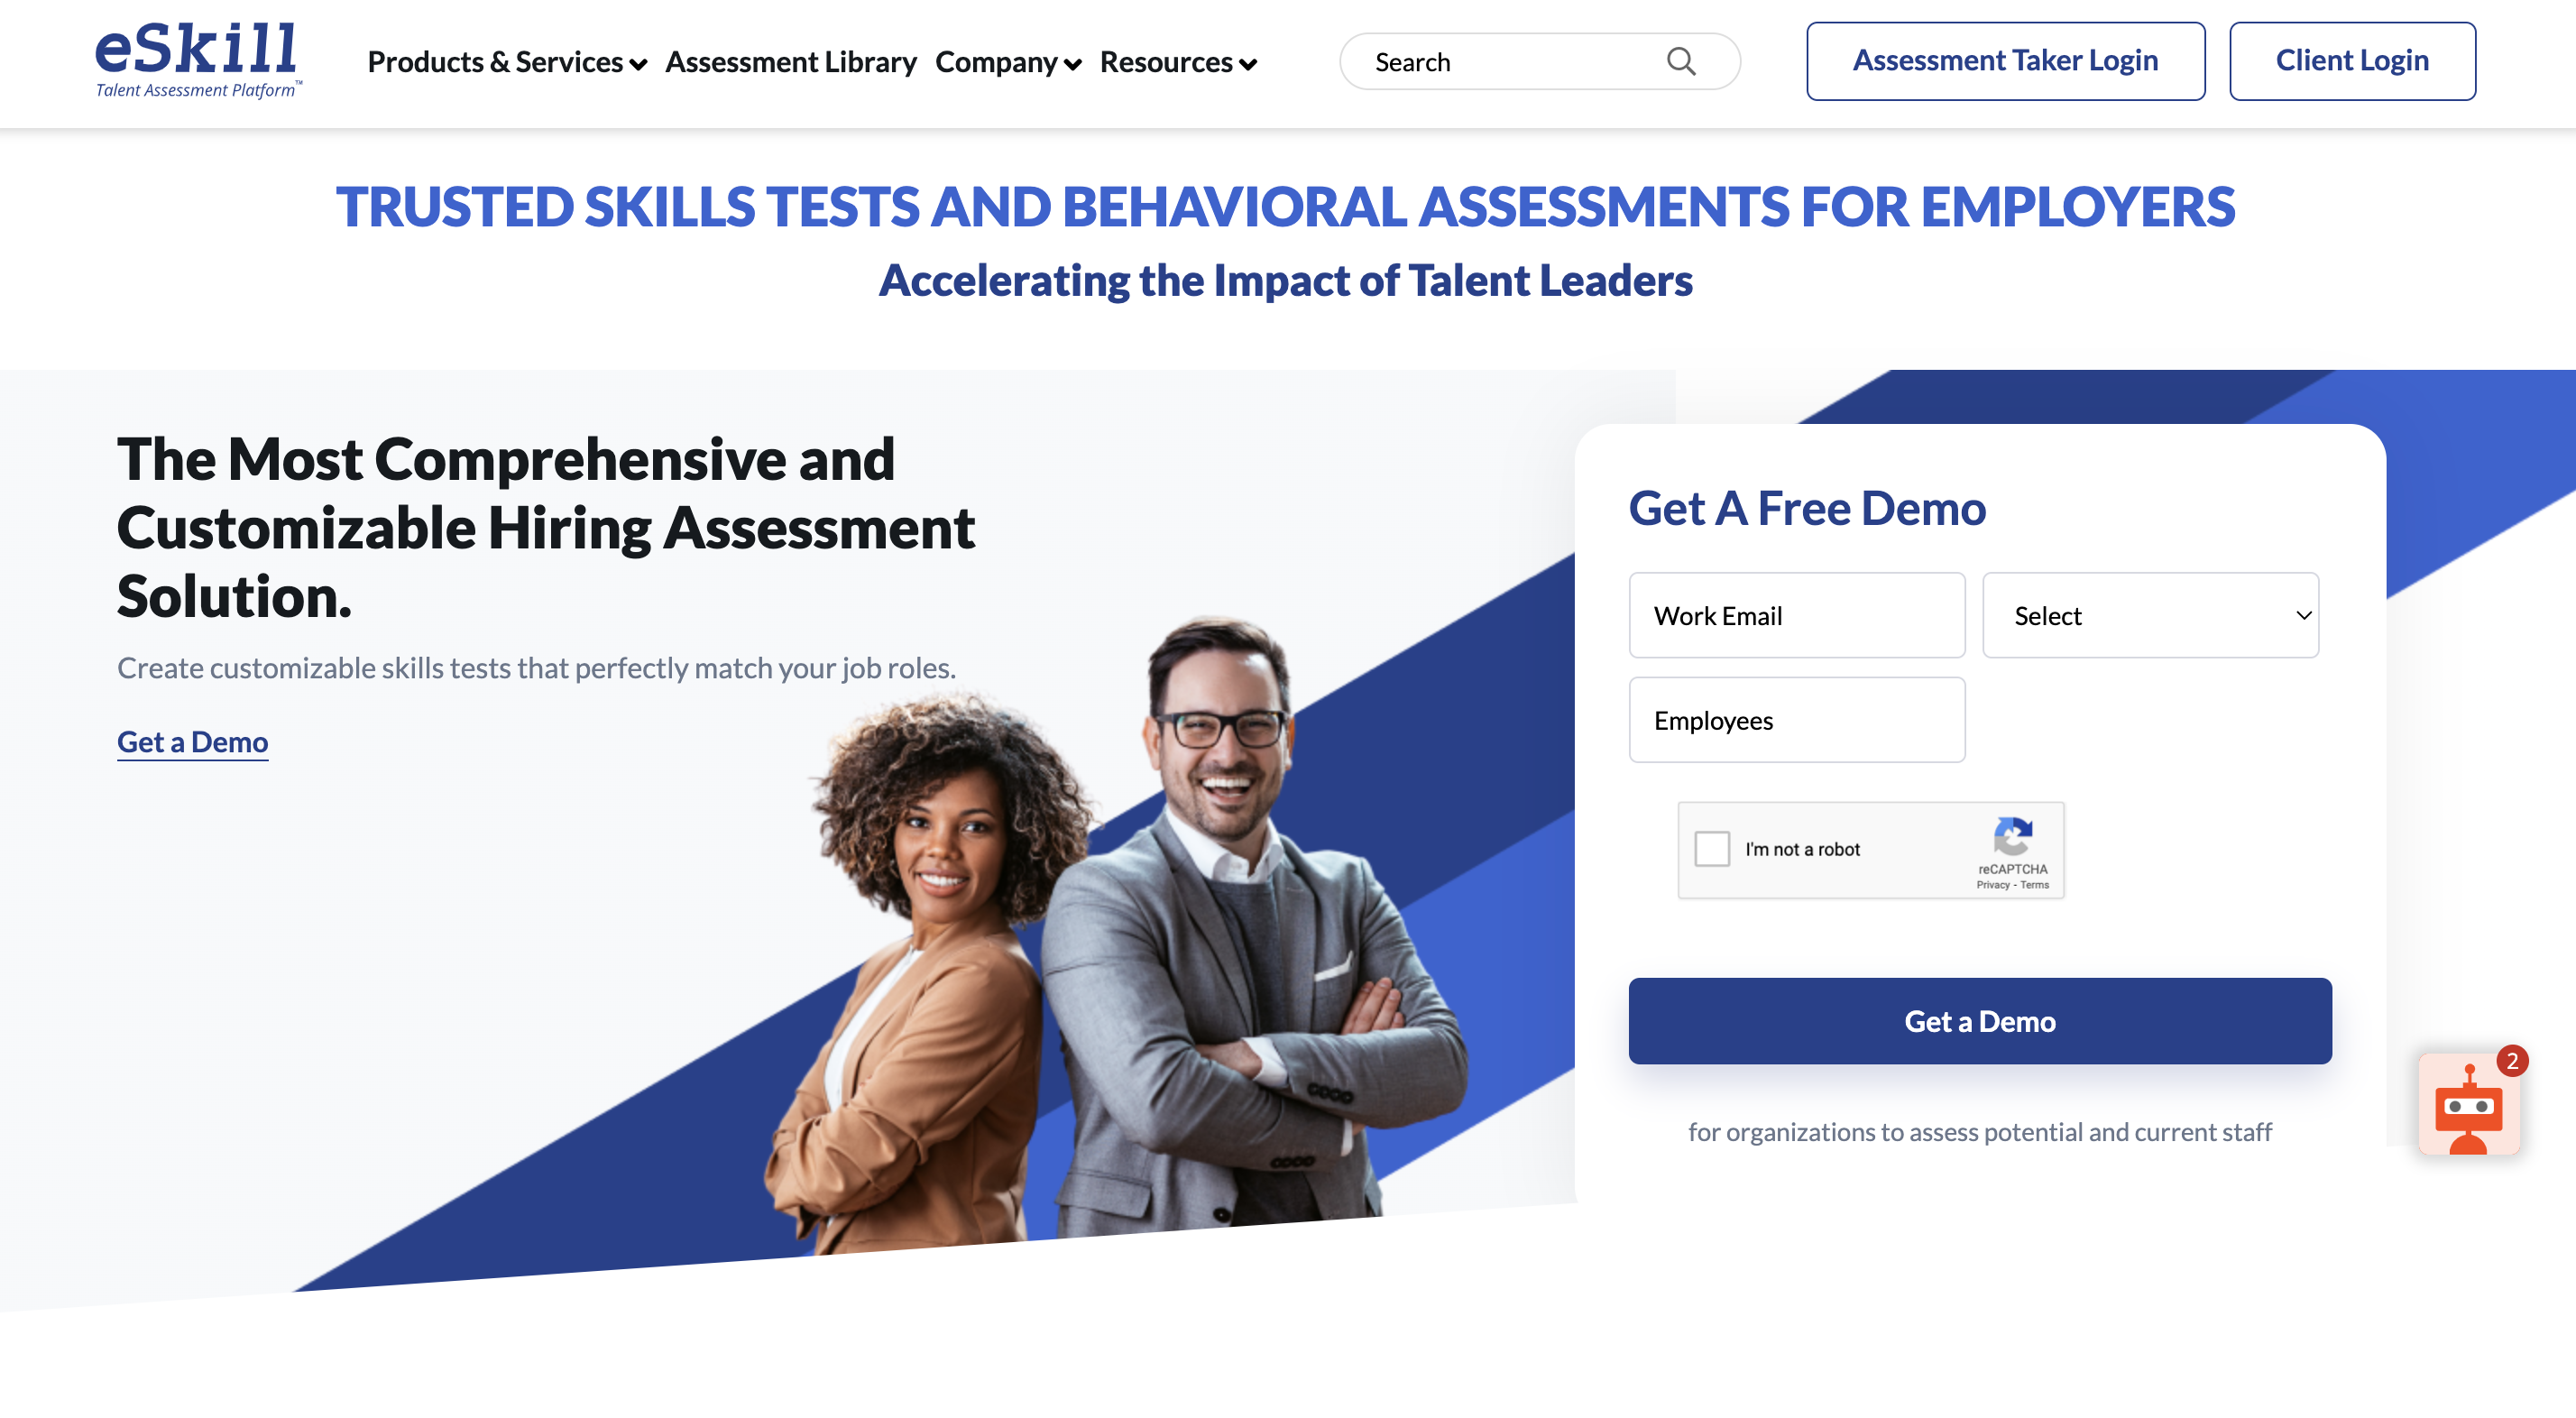 eSkill
Talent Assessment Platform™
Products & Services
Assessment Library
Company
Resources
Search
Assessment Taker Login
Client Login
TRUSTED SKILLS TESTS AND BEHAVIORAL ASSESSMENTS FOR EMPLOYERS
Accelerating the Impact of Talent Leaders
The Most Comprehensive and
Customizable Hiring Assessment
Solution.
Create customizable skills tests that perfectly match your job roles.
Get a Demo
Get A Free Demo
Work Email
Select
Employees
I'm not a robot
reCAPTCHA
Privacy - Terms
Get a Demo
for organizations to assess potential and current staff
2